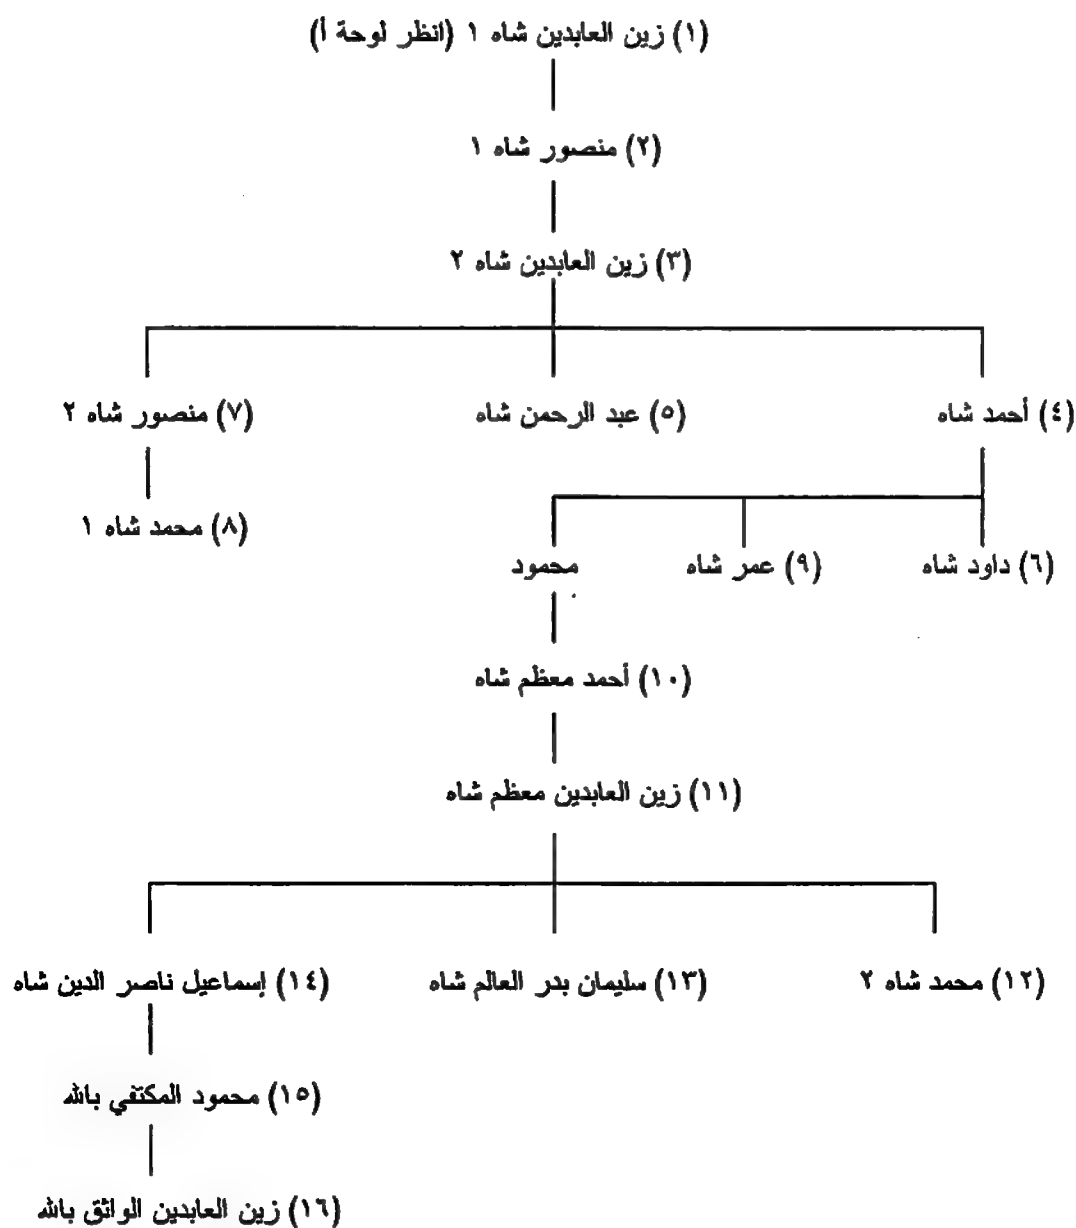 (١) زين العابدين شاه ١ (انظر لوحة أ)
(٢) منصور شاه ١
(٣) زين العابدين شاه ٢
(٤) أحمد شاه
(٥) عبد الرحمن شاه
(٧) منصور شاه ٢
(٨) محمد شاه ١
(٦) داود شاه
(٩) عمر شاه
محمود
(١٠) أحمد معظم شاه
(١١) زين العابدين معظم شاه
(١٢) محمد شاه ٢
(١٣) سليمان بدر العالم شاه
(١٤) إسماعيل ناصر الدين شاه
(١٥) محمود المكتفي بالله
(١٦) زين العابدين الواثق بالله